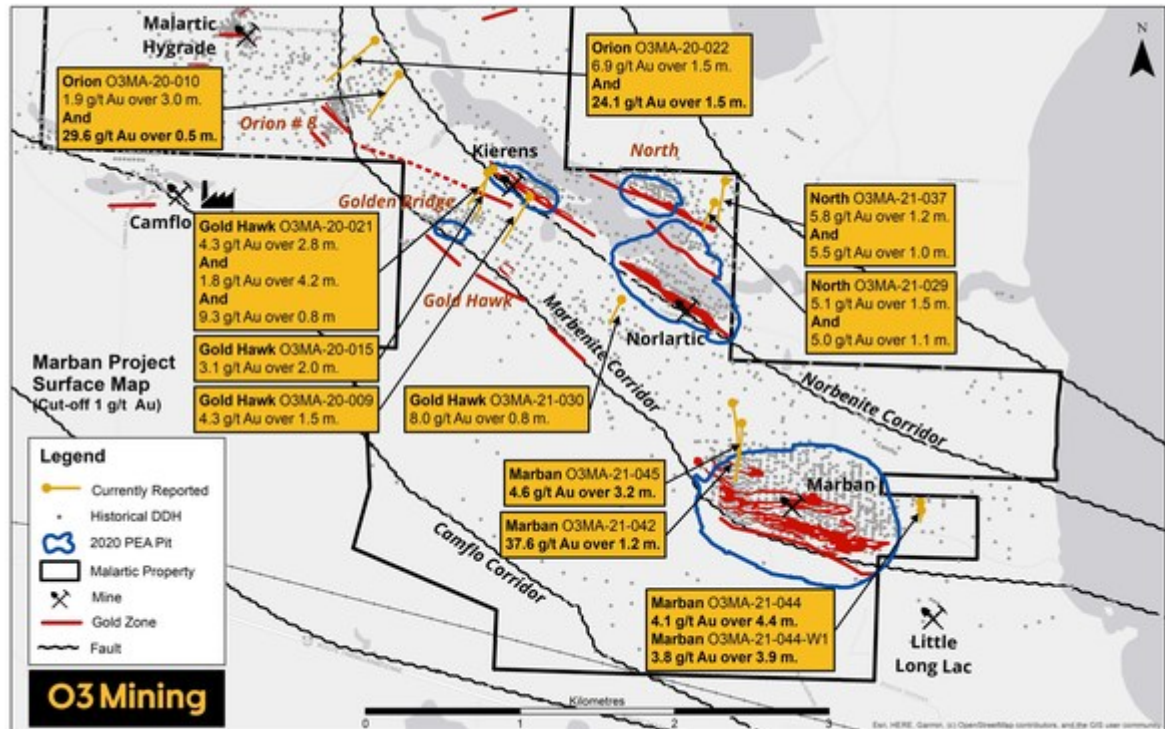 Malartic
Hygrade
N
Orion O3MA-20-022
6.9 g/t Au over 1.5 m.
And
24.1 g/t Au over 1.5 m.
Orion O3MA-20-010
1.9 g/t Au over 3.0 m.
And
29.6 g/t Au over 0.5 m.
Orion # 8
Kierens
North
Golden Bridge
Camflo
North O3MA-21-037
5.8 g/t Au over 1.2 m.
And
5.5 g/t Au over 1.0 m.
Gold Hawk O3MA-20-021
4.3 g/t Au over 2.8 m.
And
1.8 g/t Au over 4.2 m.
And
9.3 g/t Au over 0.8 m
North O3MA-21-029
5.1 g/t Au over 1.5 m.
And
5.0 g/t Au over 1.1 m.
Gold Hawk
Marbenite Corridor
Norlartic
Norbenite Corridor
Gold Hawk O3MA-20-015
3.1 g/t Au over 2.0 m.
Gold Hawk O3MA-20-009
4.3 g/t Au over 1.5 m.
Gold Hawk O3MA-21-030
8.0 g/t Au over 0.8 m.
Marban Project
Surface Map
(Cut-off 1 g/t Au)
Legend
Currently Reported
Historical DDH
2020 PEA Pit
Malartic Property
Mine
Gold Zone
Fault
Marban O3MA-21-045
4.6 g/t Au over 3.2 m.
Marban O3MA-21-042
37.6 g/t Au over 1.2 m.
Marban
Camflo Corridor
Marban O3MA-21-044
4.1 g/t Au over 4.4 m.
Marban O3MA-21-044-W1
3.8 g/t Au over 3.9 m.
Little
Long Lac
O3 Mining
Kilometres
0 1 2 3
Esri, HERE, Garmin, (c) OpenStreetMap contributors, and the GIS user community